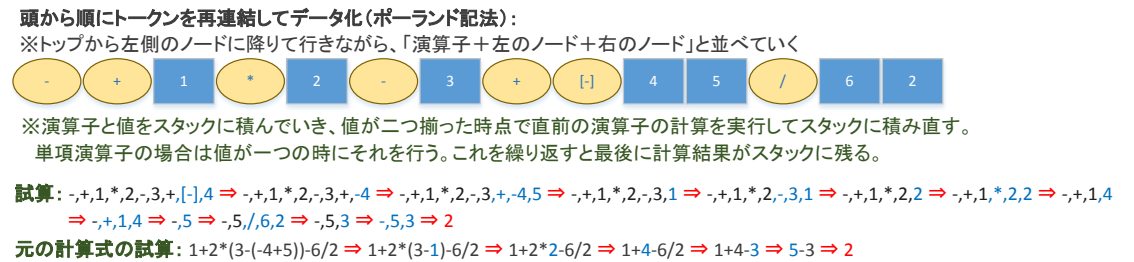 頭から順にトークンを再連結してデータ化（ポーランド記法）：
※トップから左側のノードに降りて行きながら、「演算子＋左のノード＋右のノード」と並べていく
- + 1 * 2 - 3 + [-] 4 5 / 6 2
※演算子と値をスタックに積んでいき、値が二つ揃った時点で直前の演算子の計算を実行してスタックに積み直す。
単項演算子の場合は値が一つの時にそれを行う。これを繰り返すと最後に計算結果がスタックに残る。
試算：-,+,1,*,2,-,3,+,[-],4 ⇒ -,+,1,*,2,-,3,+,-4 ⇒ -,+,1,*,2,-,3,+,-4,5 ⇒ -,+,1,*,2,-,3,1 ⇒ -,+,1,*,2,-,3,1 ⇒ -,+,1,*,2,2 ⇒ -,+,1,*,2,2 ⇒ -,+,1,4
⇒ -,+,1,4 ⇒ -,5 ⇒ -,5,/,6,2 ⇒ -,5,3 ⇒ -,5,3 ⇒ 2
元の計算式の試算：1+2*(3-(-4+5))-6/2 ⇒ 1+2*(3-1)-6/2 ⇒ 1+2*2-6/2 ⇒ 1+4-6/2 ⇒ 1+4-3 ⇒ 5-3 ⇒ 2